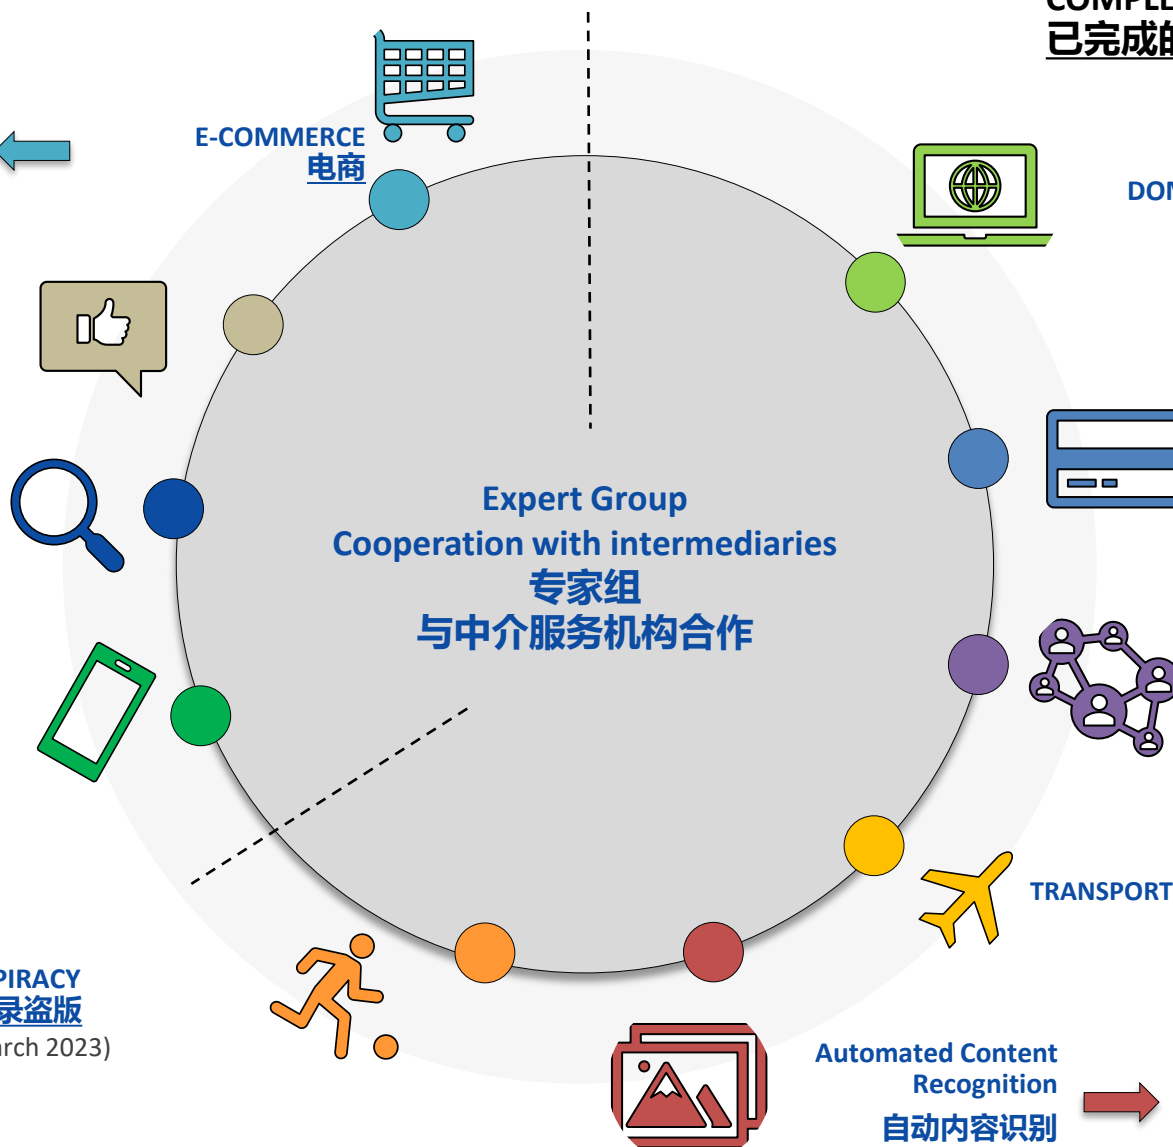 已完成的
E-COMMERCE
电商
Expert Group
Cooperation with intermediaries
专家组
与中介服务机构合作
TRANSPORT
PIRACY
录盗版
2023)
Automated Content
Recognition
自动内容识别